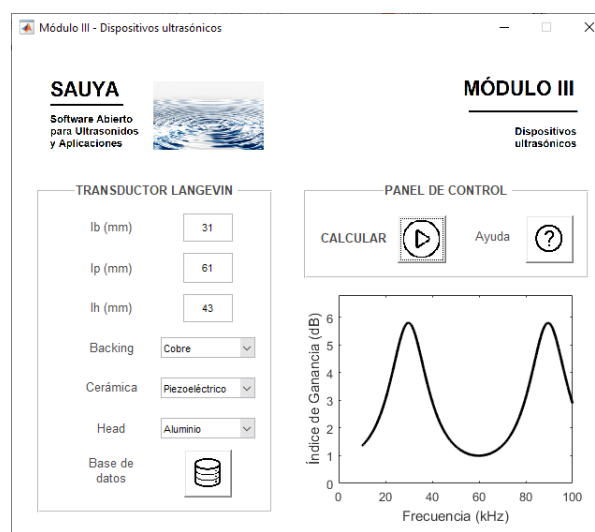 Módulo III - Dispositivos ultrasónicos
SAUYA
Software Abierto
para Ultrasonidos
y Aplicaciones
MÓDULO III
Dispositivos
ultrasónicos
TRANSDUCTOR LANGEVIN
lb (mm)
31
lp (mm)
61
lh (mm)
43
Backing
Cobre
Cerámica
Piezoeléctrico
Head
Aluminio
Base de
datos
PANEL DE CONTROL
CALCULAR
Ayuda
?
Índice de Ganancia (dB)
6
5
4
3
2
1
0
0 20 40 60 80 100
Frecuencia (kHz)